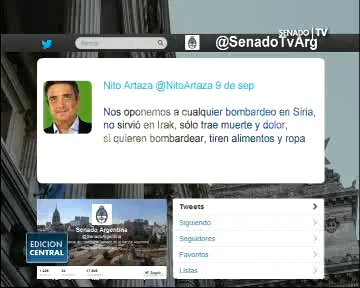 SENADO TV
Buscar
@SenadoTvArg
Nito Artaza @NitoArtaza 9 de sep
Nos oponemos a cualquier bombardeo en Siria,
no sirvió en Irak, sólo trae muerte y dolor,
si quieren bombardear, tiren alimentos y ropa
Senado Argentina
@SenadoArgentina
Tweets
Siguiendo
Seguidores
Favoritos
Listas
EDICION
CENTRAL